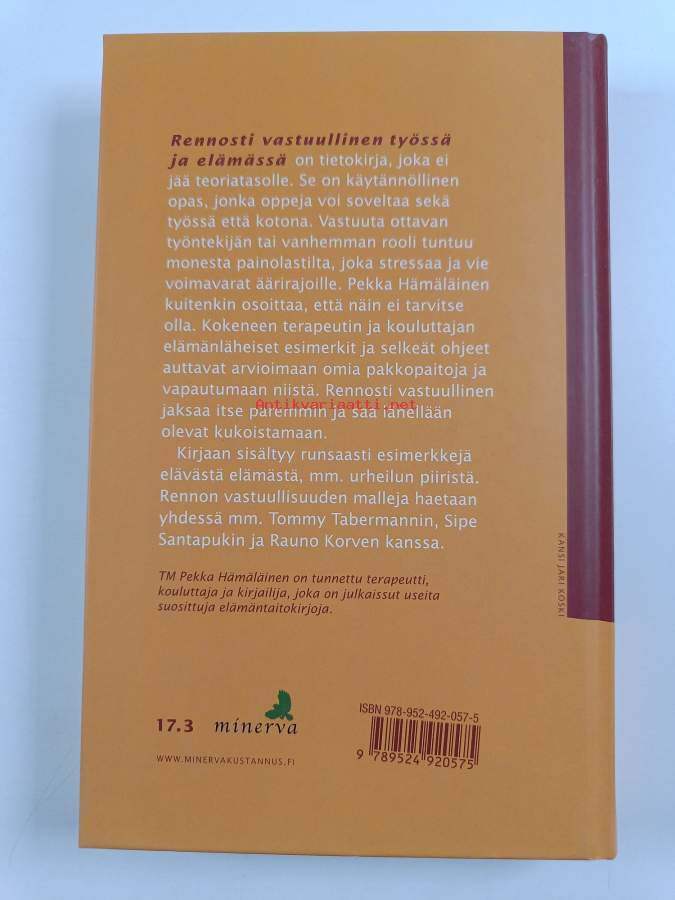 Rennosti vastuullinen työssä
ja elämässä on tietokirja, joka ei
jää teoriatasolle. Se on käytännöllinen
opas, jonka oppeja voi soveltaa sekä
työssä että kotona. Vastuuta ottavan
työntekijän tai vanhemman rooli tuntuu
monesta painolastilta, joka stressaa ja vie
voimavarat äärirajoille. Pekka Hämäläinen
kuitenkin osoittaa, että näin ei tarvitse
olla. Kokeneen terapeutin ja kouluttajan
elämänläheiset esimerkit ja selkeät ohjeet
auttavat arvioimaan omia pakkopaitoja ja
vapautumaan niistä. Rennosti vastuullinen
Antikvariaatti.net
jaksaa itse paremmin ja saa lähellään
olevat kukoistamaan.
Kirjaan sisältyy runsaasti esimerkkejä
elävästä elämästä, mm. urheilun piiristä.
Rennon vastuullisuuden malleja haetaan
yhdessä mm. Tommy Tabermannin, Sipe
Santapukin ja Rauno Korven kanssa.
TM Pekka Hämäläinen on tunnettu terapeutti,
kouluttaja ja kirjailija, joka on julkaissut useita
suosittuja elämäntaitokirjoja.
KANSI JARI KOSKI
17.3 minerva
WWW.MINERVAKUSTANNUS.FI
ISBN 978-952-492-057-5
9 789524 920575